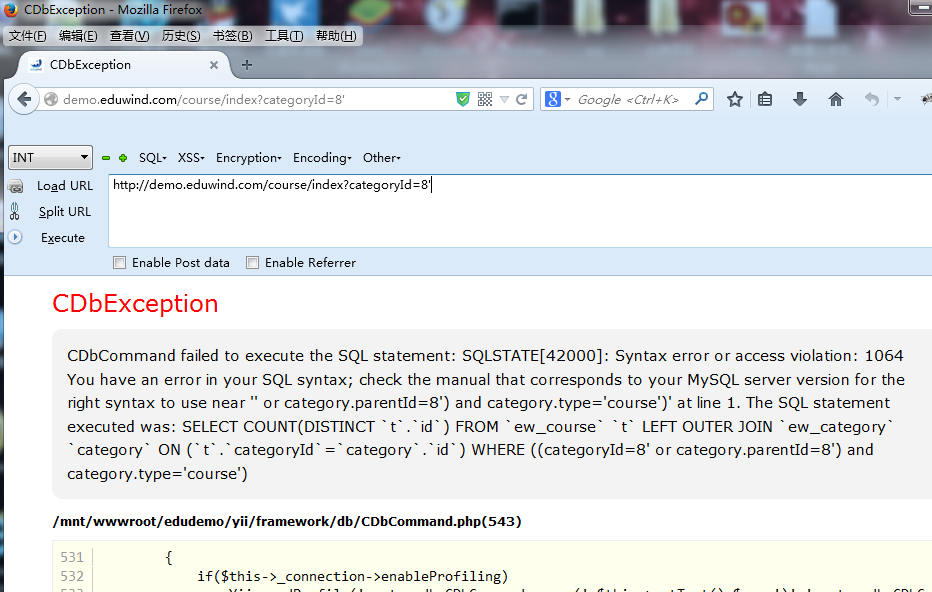 CDbException - Mozilla Firefox
文件(F) 编辑(E) 查看(V) 历史(S) 书签(B) 工具(T) 帮助(H)
CDbException
demo.eduwind.com/course/index?categoryId=8'
Google <Ctrl+K>
INT
SQL XSS Encryption Encoding Other
Load URL
http://demo.eduwind.com/course/index?categoryId=8'
Split URL
Execute
Enable Post data Enable Referrer
CDbException
CDbCommand failed to execute the SQL statement: SQLSTATE[42000]: Syntax error or access violation: 1064
You have an error in your SQL syntax; check the manual that corresponds to your MySQL server version for the
right syntax to use near '' or category.parentId=8') and category.type='course')' at line 1. The SQL statement
executed was: SELECT COUNT(DISTINCT `t`.`id`) FROM `ew_course` `t` LEFT OUTER JOIN `ew_category`
`category` ON (`t`.`categoryId`=`category`.`id`) WHERE ((categoryId=8' or category.parentId=8') and
category.type='course')
/mnt/wwwroot/edudemo/yii/framework/db/CDbCommand.php(543)
531 {
532 if($this->_connection->enableProfiling)